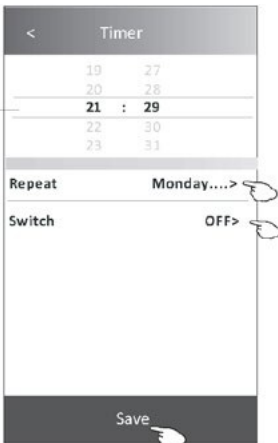 < Timer
19 27
20 28
21 : 29
22 30
23 31
Repeat Monday....>
Switch OFF>
Save